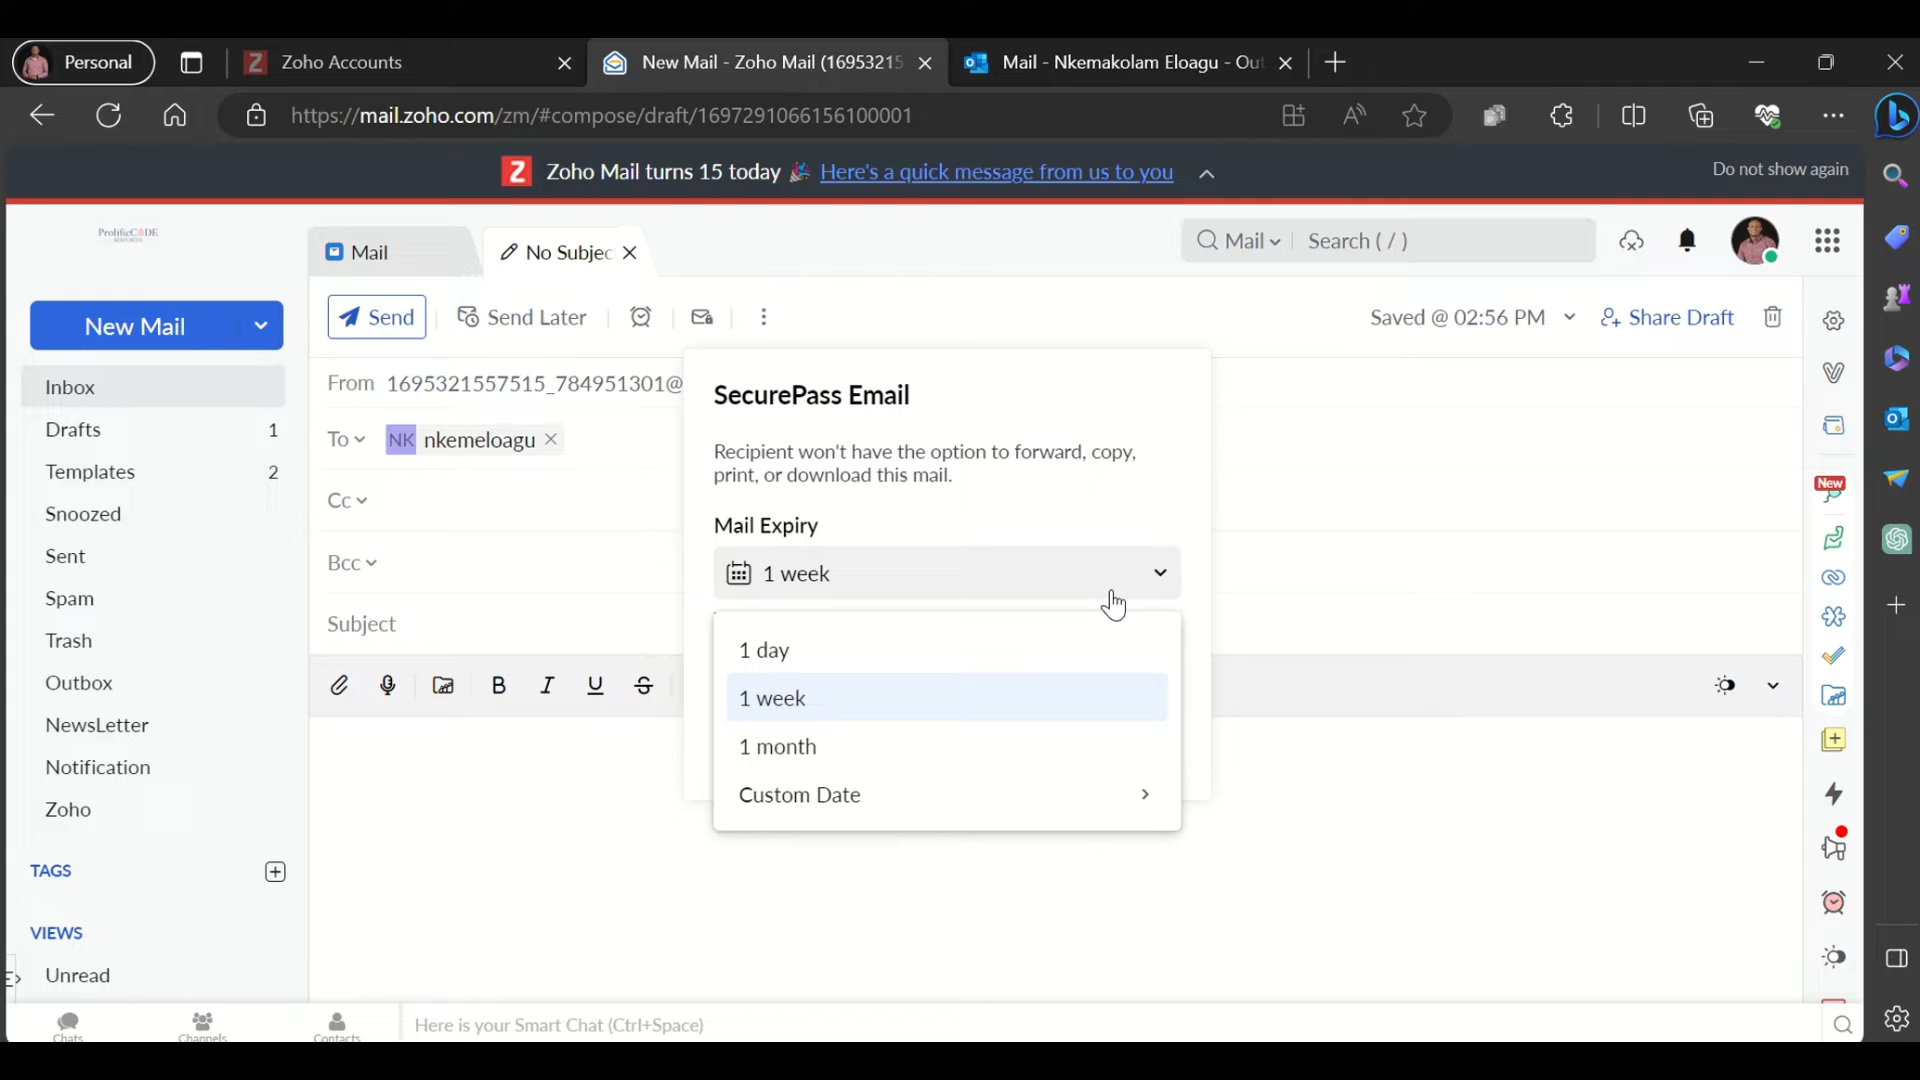 Personal
Zoho Accounts
New Mail - Zoho Mail (16953215
Mail - Nkemakolam Eloagu - Out
https://mail.zoho.com/zm/#compose/draft/1697291066156100001
Zoho Mail turns 15 today 🎉 Here's a quick message from us to you
Do not show again
ProlificCODE
RESOURCES
Mail
No Subjec
Mail
Search ( / )
New Mail
Send
Send Later
Saved @ 02:56 PM
Share Draft
Inbox
Drafts 1
Templates 2
Snoozed
Sent
Spam
Trash
Outbox
NewsLetter
Notification
Zoho
TAGS
VIEWS
Unread
From 1695321557515_784951301@
To NK nkemeloagu
Cc
Bcc
Subject
B I U S
SecurePass Email
Recipient won't have the option to forward, copy,
print, or download this mail.
Mail Expiry
1 week
1 day
1 week
1 month
Custom Date
New
Chats
Channels
Contacts
Here is your Smart Chat (Ctrl+Space)